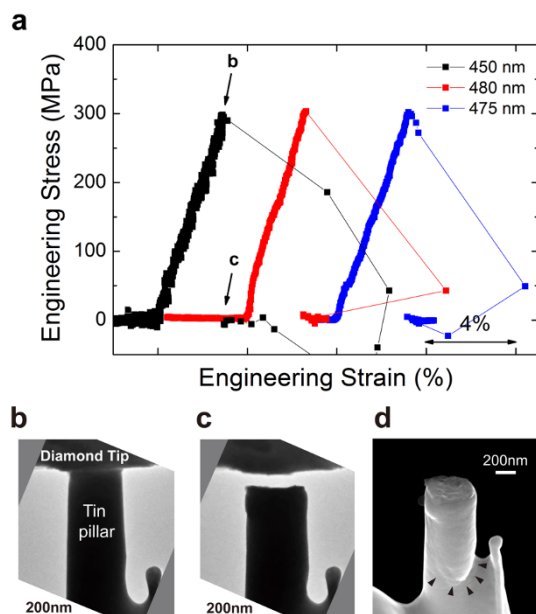 a
Engineering Stress (MPa)
400
300
200
100
0
b
c
450 nm
480 nm
475 nm
4%
Engineering Strain (%)
b
Diamond Tip
Tin
pillar
200nm
c
200nm
d
200nm